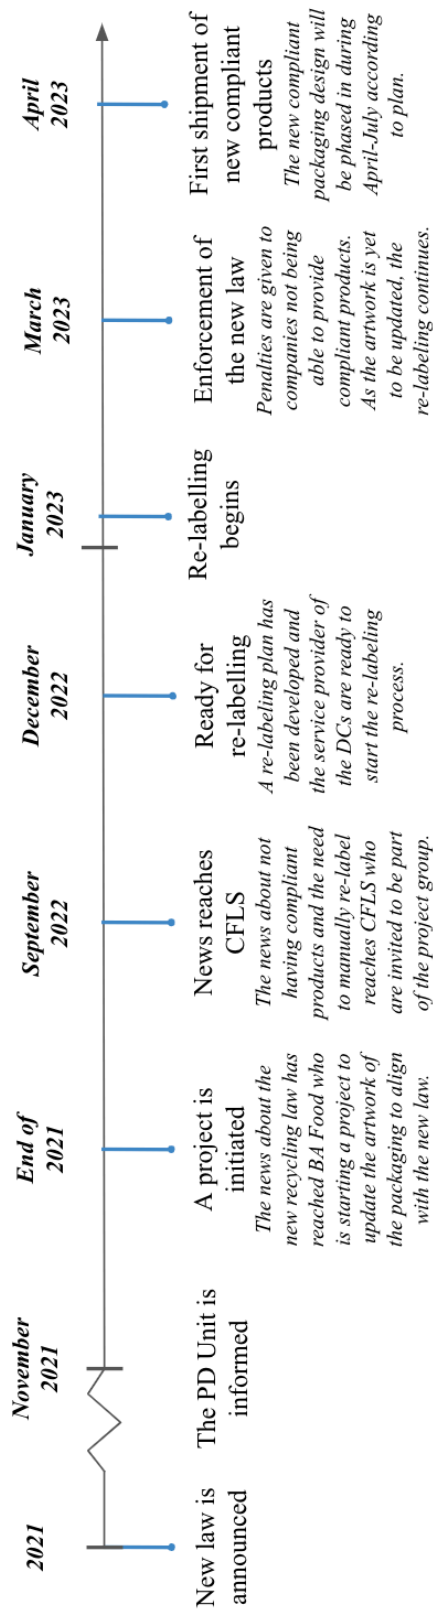 2021
New law is
announced
November
2021
The PD Unit is
informed
End of
2021
A project is
initiated
The news about the
new recycling law has
reached BA Food who
is starting a project to
update the artwork of
the packaging to align
with the new law.
September
2022
News reaches
CFLS
The news about not
having compliant
products and the need
to manually re-label
reaches CFLS who
are invited to be part
of the project group.
December
2022
Ready for
re-labelling
A re-labeling plan has
been developed and
the service provider of
the DCs are ready to
start the re-labeling
process.
January
2023
Re-labelling
begins
March
2023
Enforcement of
the new law
Penalties are given to
companies not being
able to provide
compliant products.
As the artwork is yet
to be updated, the
re-labeling continues.
April
2023
First shipment of
new compliant
products
The new compliant
packaging design will
be phased in during
April-July according
to plan.